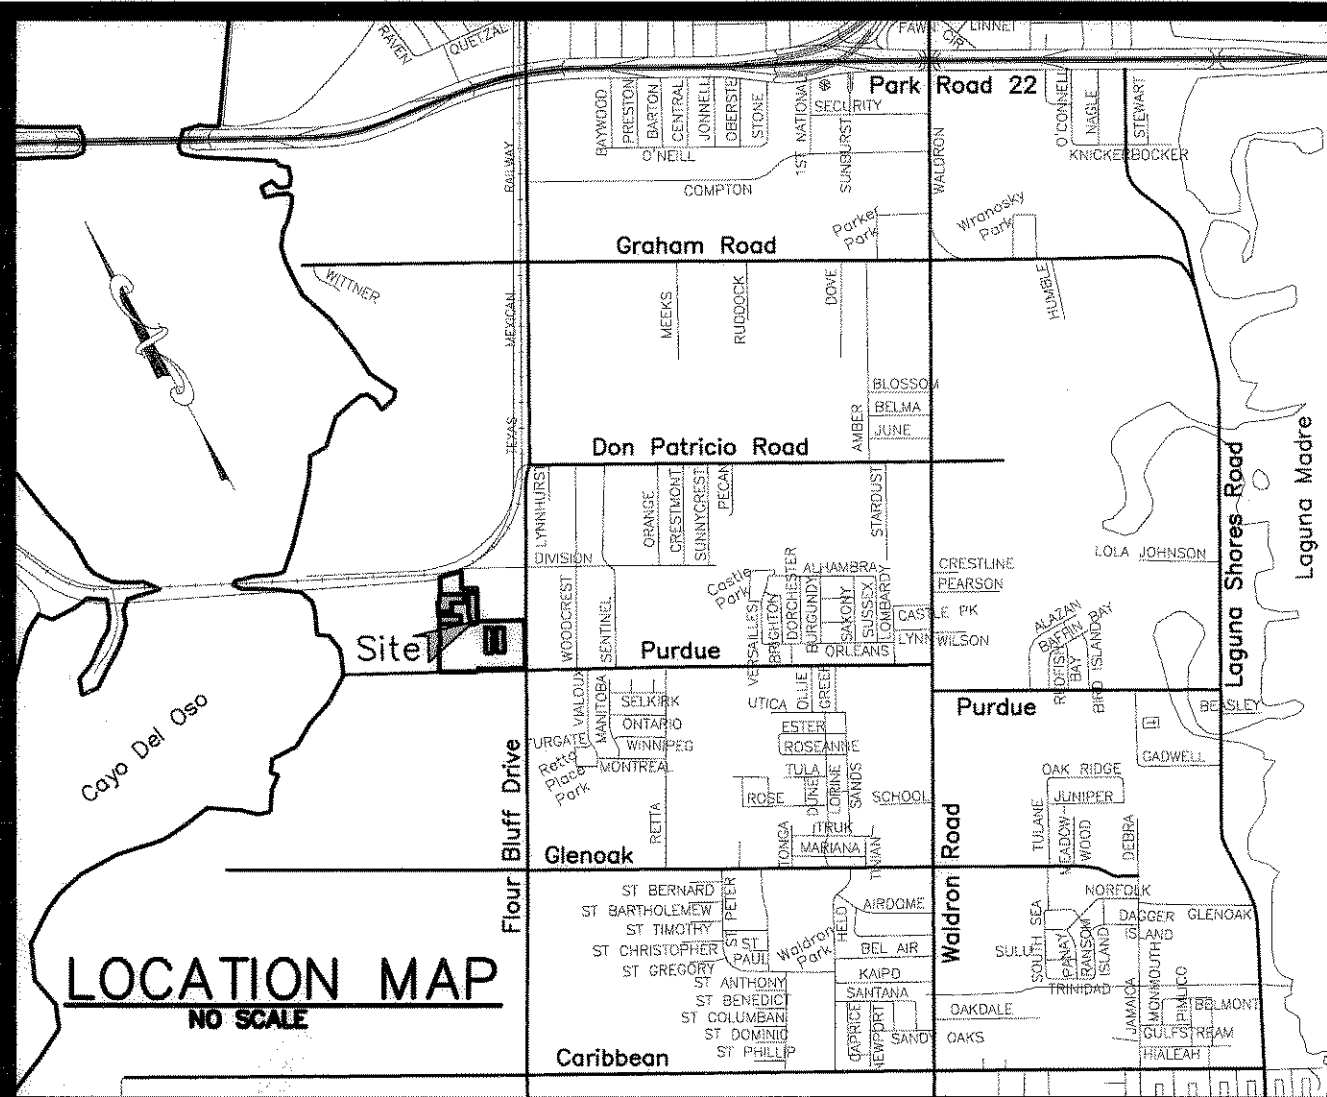 RAVEN
QUETZAL
FAWN CIR
LINNET
Park Road 22
BAYWOOD
PRESTON
BARTON
CENTRAL
JONNELL
OBERSTE
STONE
1ST NATIONAL
SECURITY
SUNBURST
WALDRON
O'CONNELL
NAGLE
STEWART
KNICKERBOCKER
O'NEILL
COMPTON
RAILWAY
Parker Park
Wranosky Park
Graham Road
WITTNER
MEXICAN
MEEKS
RUDDOCK
DOVE
HUMBLE
BLOSSOM
BELMA
JUNE
AMBER
TEXAS
Don Patricio Road
Laguna Shores Road
Laguna Madre
LYNNHURST
ORANGE
CRESTMONT
SUNNYCREST
PECAN
STARDUST
DIVISION
LOLA JOHNSON
ALHAMBRA
CRESTLINE
PEARSON
Castle Park
WOODCREST
SENTINEL
VERSAILLES
BRIGHTON
DORCHESTER
BURGUNDY
SAXONY
SUSSEX
LOMBARDY
CASTLE PK
LYNN
WILSON
ORLEANS
ALAZAN
BAFFIN BAY
REDFISH BAY
BIRD ISLAND
Site
Purdue
Purdue
BEASLEY
Cayo Del Oso
VIALOUX
MANITOBA
SELKIRK
ONTARIO
WINNIPEG
MONTREAL
TURGATE
Retta Place Park
RETTA
UTICA
OLLIE
GREER
ESTER
ROSEANNE
TULA
ROSE
DUNE
LORINE
SANDS
SCHOOL
TONGA
TRUK
MARIANA
TINIAN
GADWELL
OAK RIDGE
JUNIPER
TULANE
MEADOW
WOOD
DEBRA
Flour Bluff Drive
Glenoak
Waldron Road
ST BERNARD
ST BARTHOLEMEW
ST TIMOTHY
ST CHRISTOPHER
ST GREGORY
ST PETER
ST PAUL
ST ANTHONY
ST BENEDICT
ST COLUMBAN
ST DOMINIC
ST PHILLIP
Waldron Park
HELD
AIRDOME
BEL AIR
KAIPO
SANTANA
CAPRICE
NEWPORT
SANDY OAKS
OAKDALE
NORFOLK
DAGGER ISLAND
GLENOAK
SULU
SOUTH SEA
PANAY
RANSOM ISLAND
TRINIDAD
JAMAICA
MONMOUTH
PIMLICO
BELMONT
GULFSTREAM
HIALEAH
LOCATION MAP
NO SCALE
Caribbean